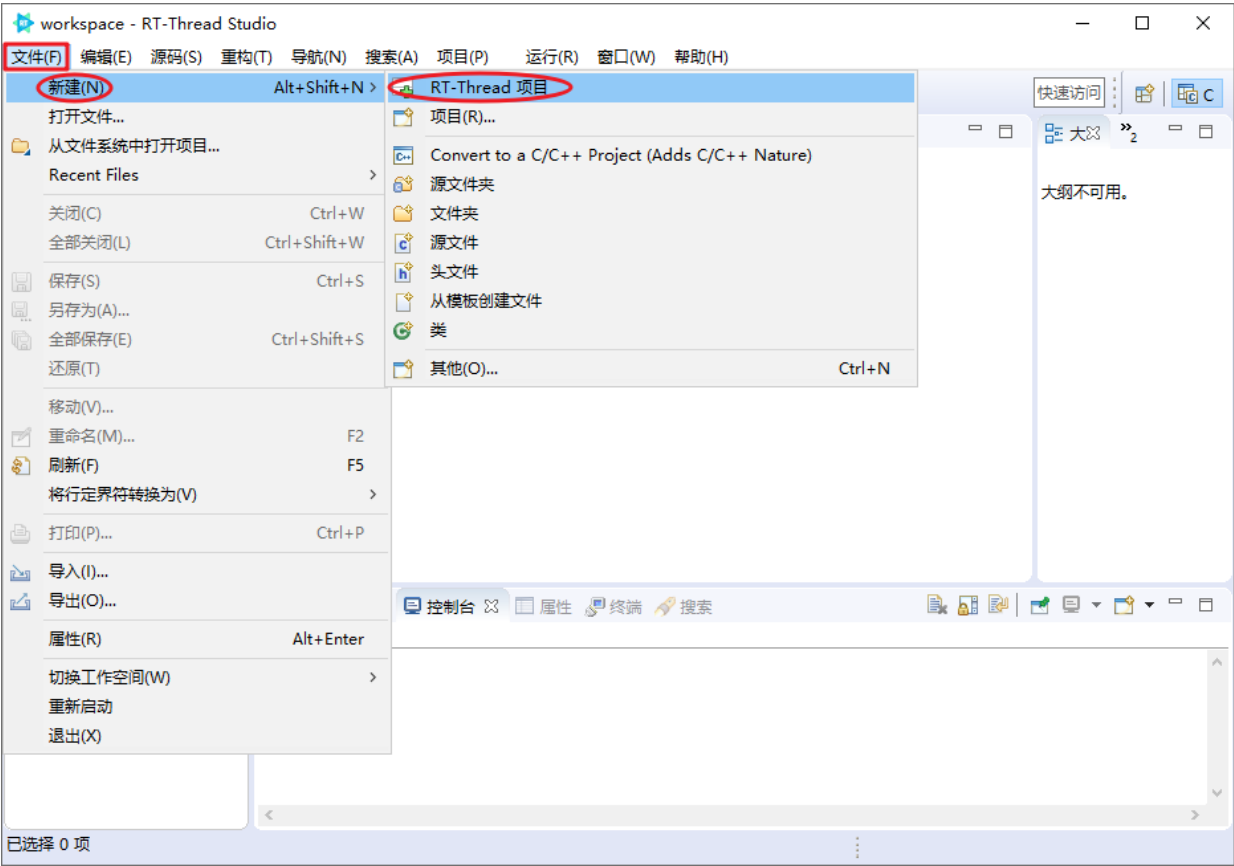 workspace - RT-Thread Studio
文件(F) 编辑(E) 源码(S) 重构(T) 导航(N) 搜索(A) 项目(P) 运行(R) 窗口(W) 帮助(H)
新建(N) Alt+Shift+N >
打开文件...
从文件系统中打开项目...
Recent Files >
关闭(C) Ctrl+W
全部关闭(L) Ctrl+Shift+W
保存(S) Ctrl+S
另存为(A)...
全部保存(E) Ctrl+Shift+S
还原(T)
移动(V)...
重命名(M)... F2
刷新(F) F5
将行定界符转换为(V) >
打印(P)... Ctrl+P
导入(I)...
导出(O)...
属性(R) Alt+Enter
切换工作空间(W) >
重新启动
退出(X)
RT-Thread 项目
项目(R)...
Convert to a C/C++ Project (Adds C/C++ Nature)
源文件夹
文件夹
源文件
头文件
从模板创建文件
类
其他(O)... Ctrl+N
快速访问 C
大 »2
大纲不可用。
控制台 属性 终端 搜索
已选择 0 项